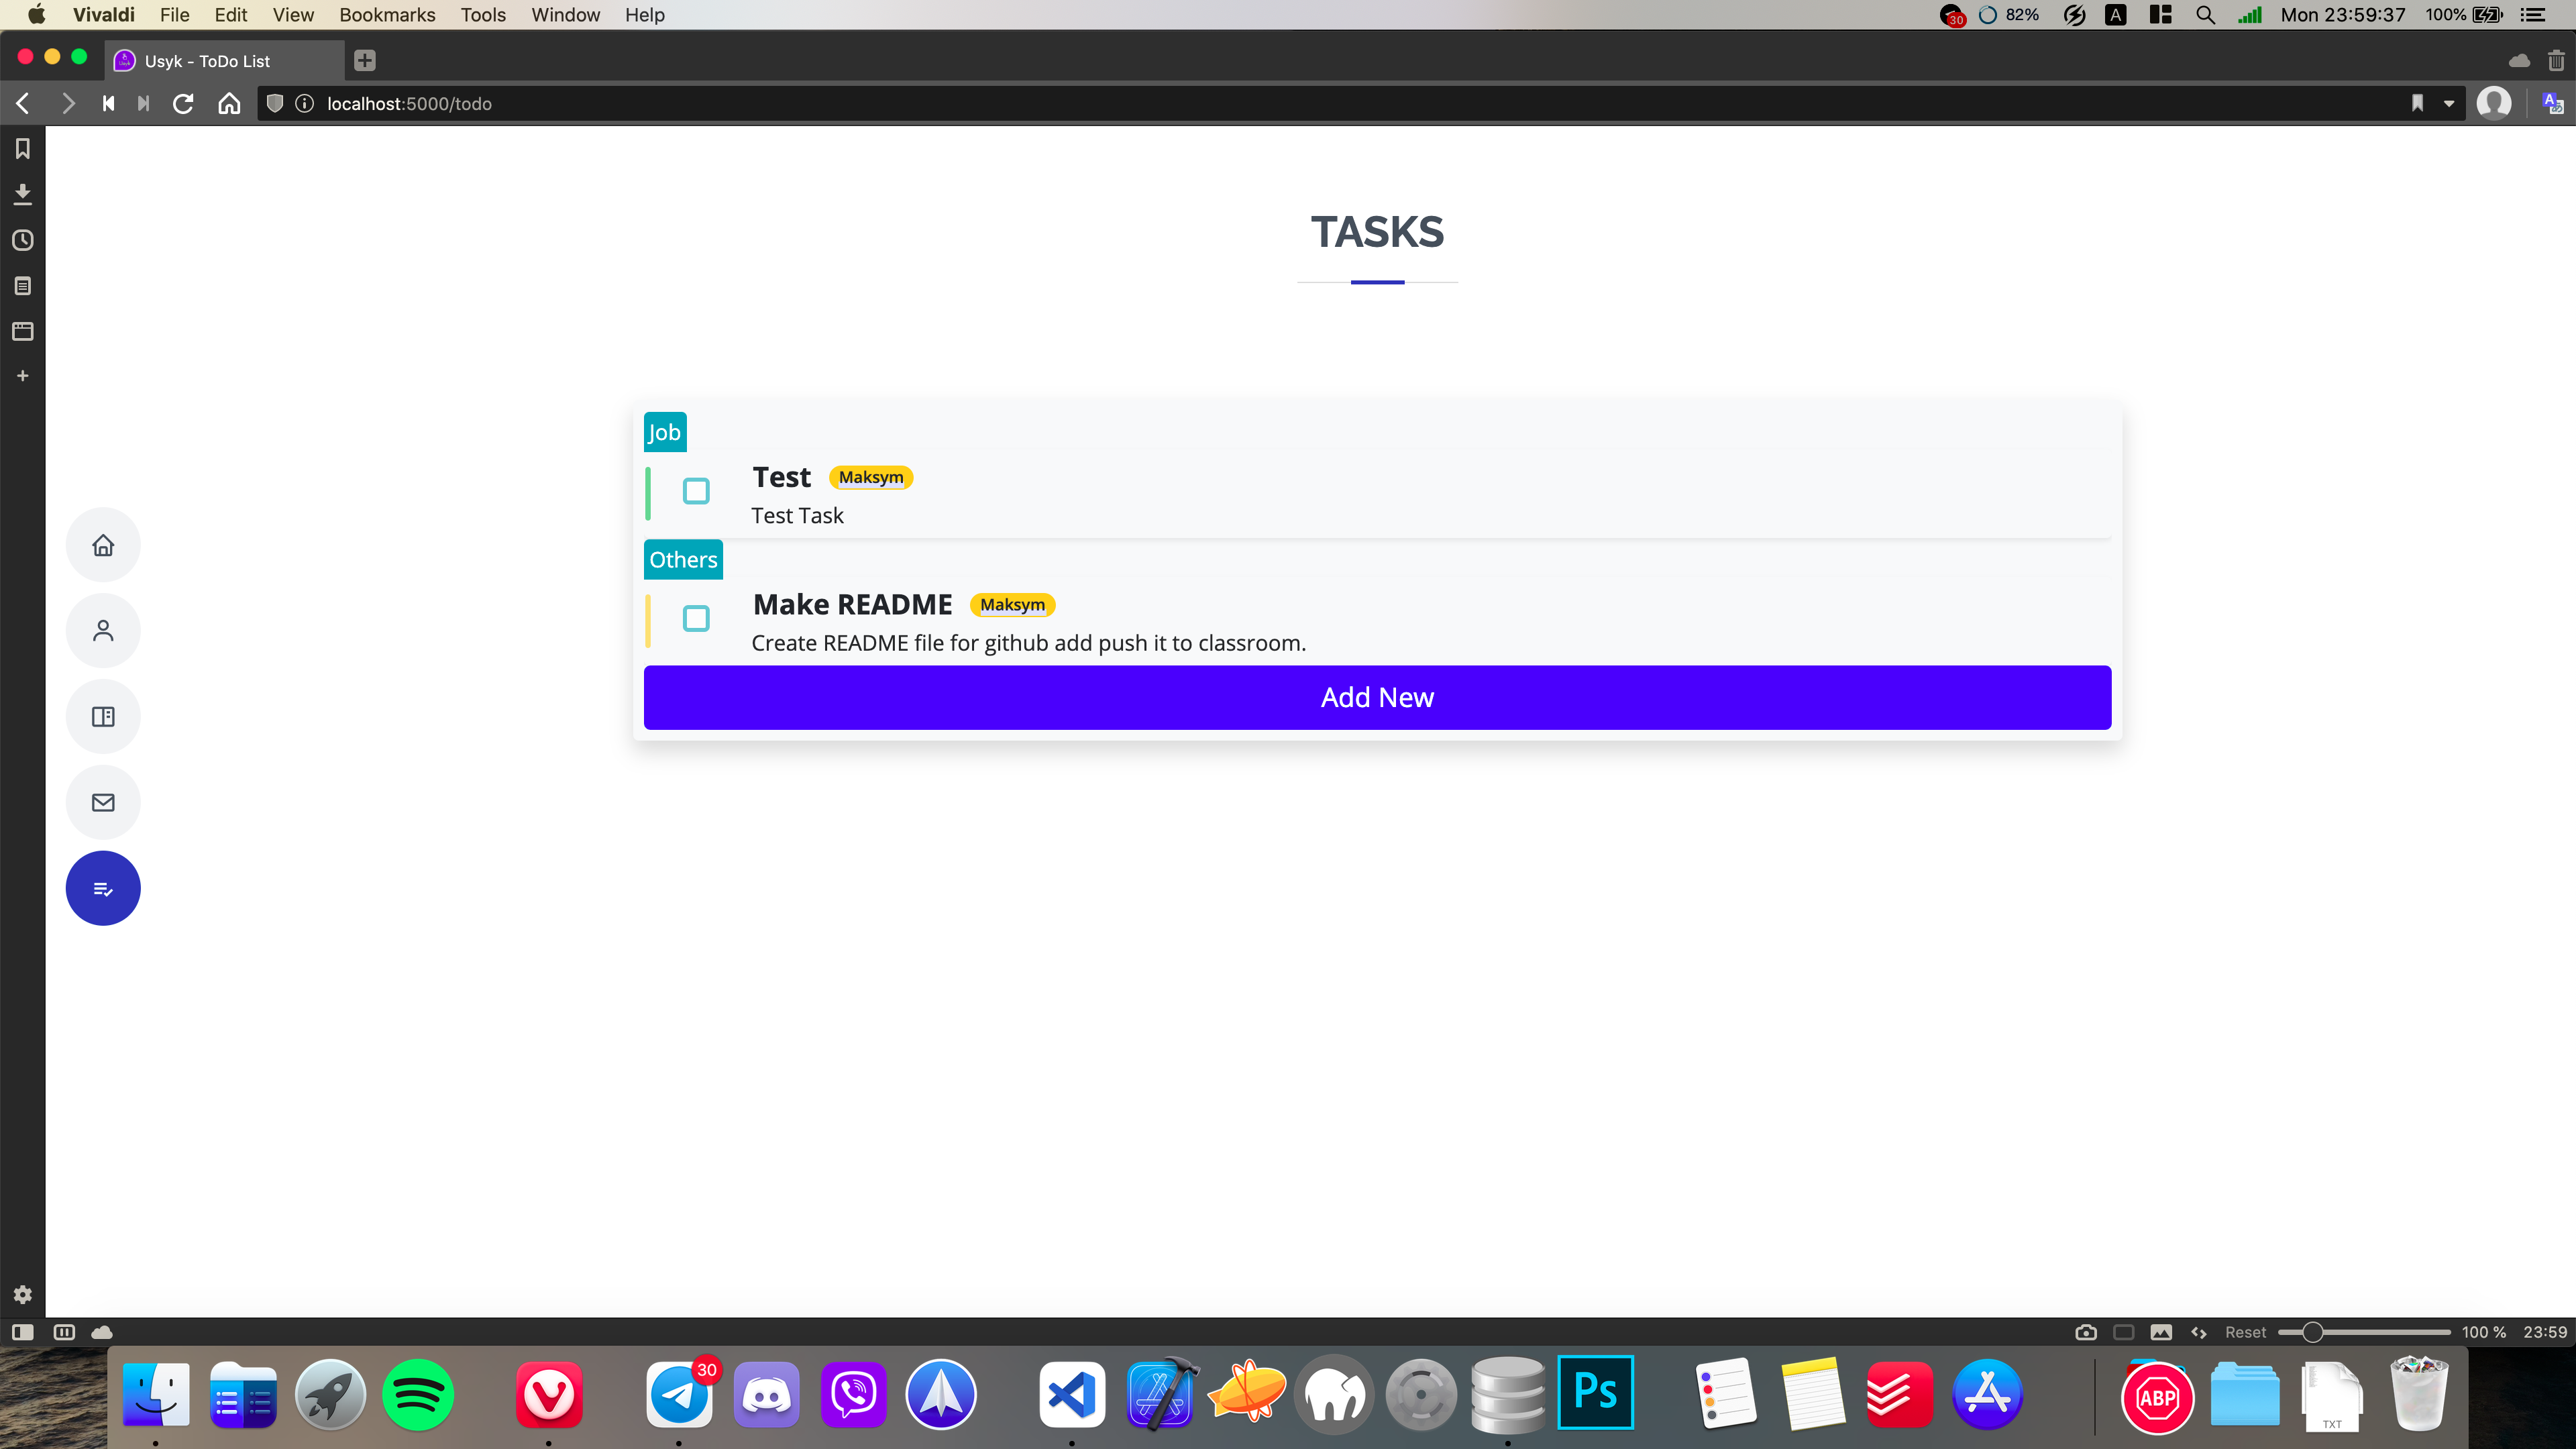 Vivaldi File Edit View Bookmarks Tools Window Help 30 82% A Mon 23:59:37 100%
Usyk - ToDo List
localhost:5000/todo
TASKS
Job
Test Maksym
Test Task
Others
Make README Maksym
Create README file for github add push it to classroom.
Add New
Reset 100 % 23:59
30
Ps
ABP
TXT